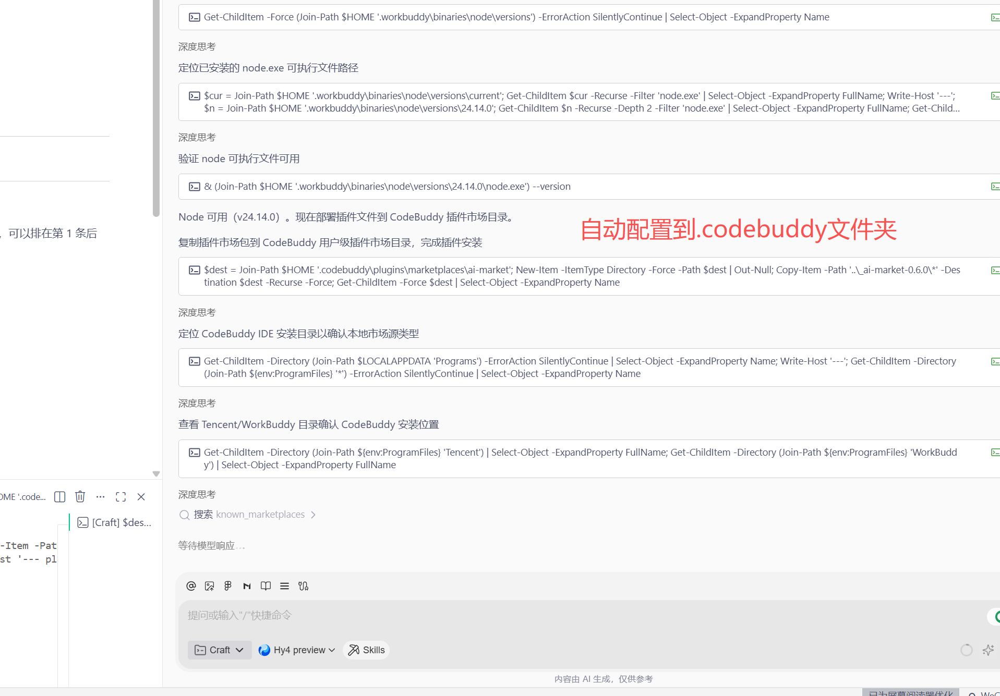 Get-ChildItem -Force (Join-Path $HOME '.workbuddy\binaries\node\versions') -ErrorAction SilentlyContinue | Select-Object -ExpandProperty Name
深度思考
定位已安装的 node.exe 可执行文件路径
$cur = Join-Path $HOME '.workbuddy\binaries\node\versions\current'; Get-ChildItem $cur -Recurse -Filter 'node.exe' | Select-Object -ExpandProperty FullName; Write-Host '---';
$n = Join-Path $HOME '.workbuddy\binaries\node\versions\24.14.0'; Get-ChildItem $n -Recurse -Depth 2 -Filter 'node.exe' | Select-Object -ExpandProperty FullName; Get-Child...
深度思考
验证 node 可执行文件可用
& (Join-Path $HOME '.workbuddy\binaries\node\versions\24.14.0\node.exe') --version
Node 可用（v24.14.0）。现在部署插件文件到 CodeBuddy 插件市场目录。
自动配置到.codebuddy文件夹
，可以排在第 1 条后
复制插件市场包到 CodeBuddy 用户级插件市场目录，完成插件安装
$dest = Join-Path $HOME '.codebuddy\plugins\marketplaces\ai-market'; New-Item -ItemType Directory -Force -Path $dest | Out-Null; Copy-Item -Path '..\_ai-market-0.6.0\*' -Des
tination $dest -Recurse -Force; Get-ChildItem -Force $dest | Select-Object -ExpandProperty Name
深度思考
定位 CodeBuddy IDE 安装目录以确认本地市场源类型
Get-ChildItem -Directory (Join-Path $LOCALAPPDATA 'Programs') -ErrorAction SilentlyContinue | Select-Object -ExpandProperty Name; Write-Host '---'; Get-ChildItem -Directory
(Join-Path ${env:ProgramFiles} '*') -ErrorAction SilentlyContinue | Select-Object -ExpandProperty Name
深度思考
查看 Tencent/WorkBuddy 目录确认 CodeBuddy 安装位置
Get-ChildItem -Directory (Join-Path ${env:ProgramFiles} 'Tencent') | Select-Object -ExpandProperty FullName; Get-ChildItem -Directory (Join-Path ${env:ProgramFiles} 'WorkBudd
y') | Select-Object -ExpandProperty FullName
深度思考
搜索 known_marketplaces
等待模型响应...
OME '.code...
[Craft] $des...
-Item -Pat
st '--- pl
提问或输入"/"快捷命令
Craft
Hy4 preview
Skills
内容由 AI 生成，仅供参考
已为屏幕阅读器优化